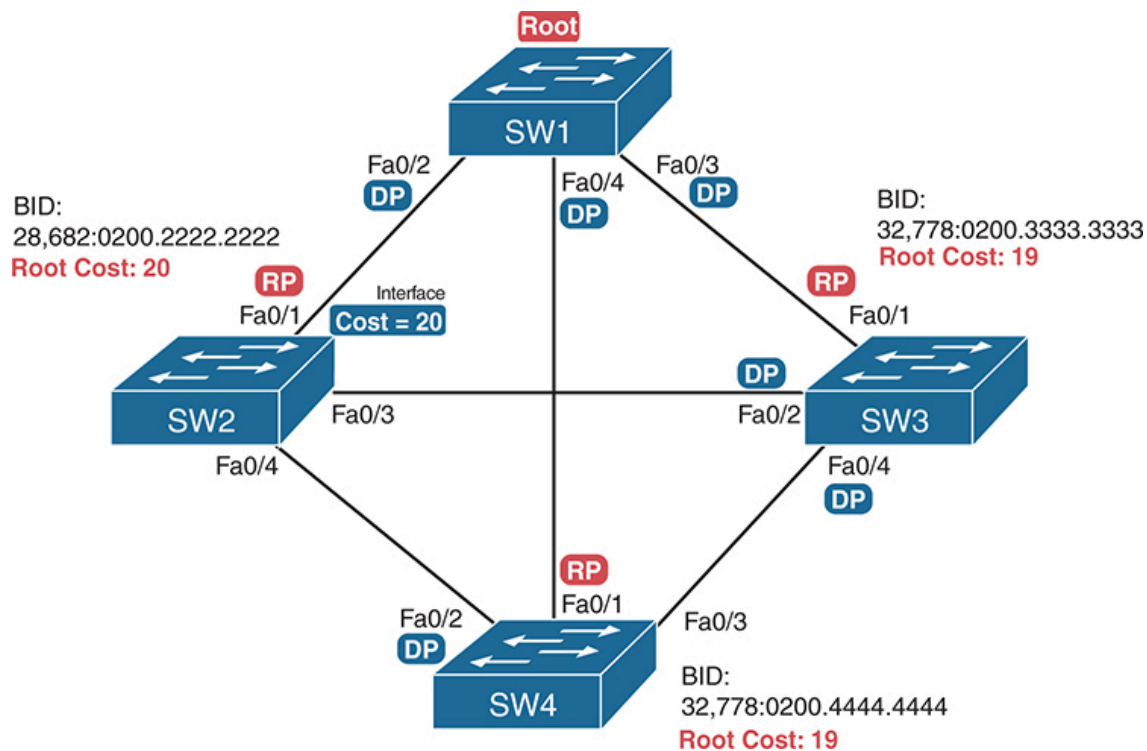 Root
SW1
Fa0/2
DP
Fa0/4
DP
Fa0/3
DP
BID:
28,682:0200.2222.2222
Root Cost: 20
BID:
32,778:0200.3333.3333
Root Cost: 19
RP
Fa0/1
Interface
Cost = 20
RP
Fa0/1
SW2
Fa0/3
Fa0/4
DP
Fa0/2
SW3
Fa0/4
DP
RP
Fa0/1
Fa0/2
DP
Fa0/3
SW4
BID:
32,778:0200.4444.4444
Root Cost: 19